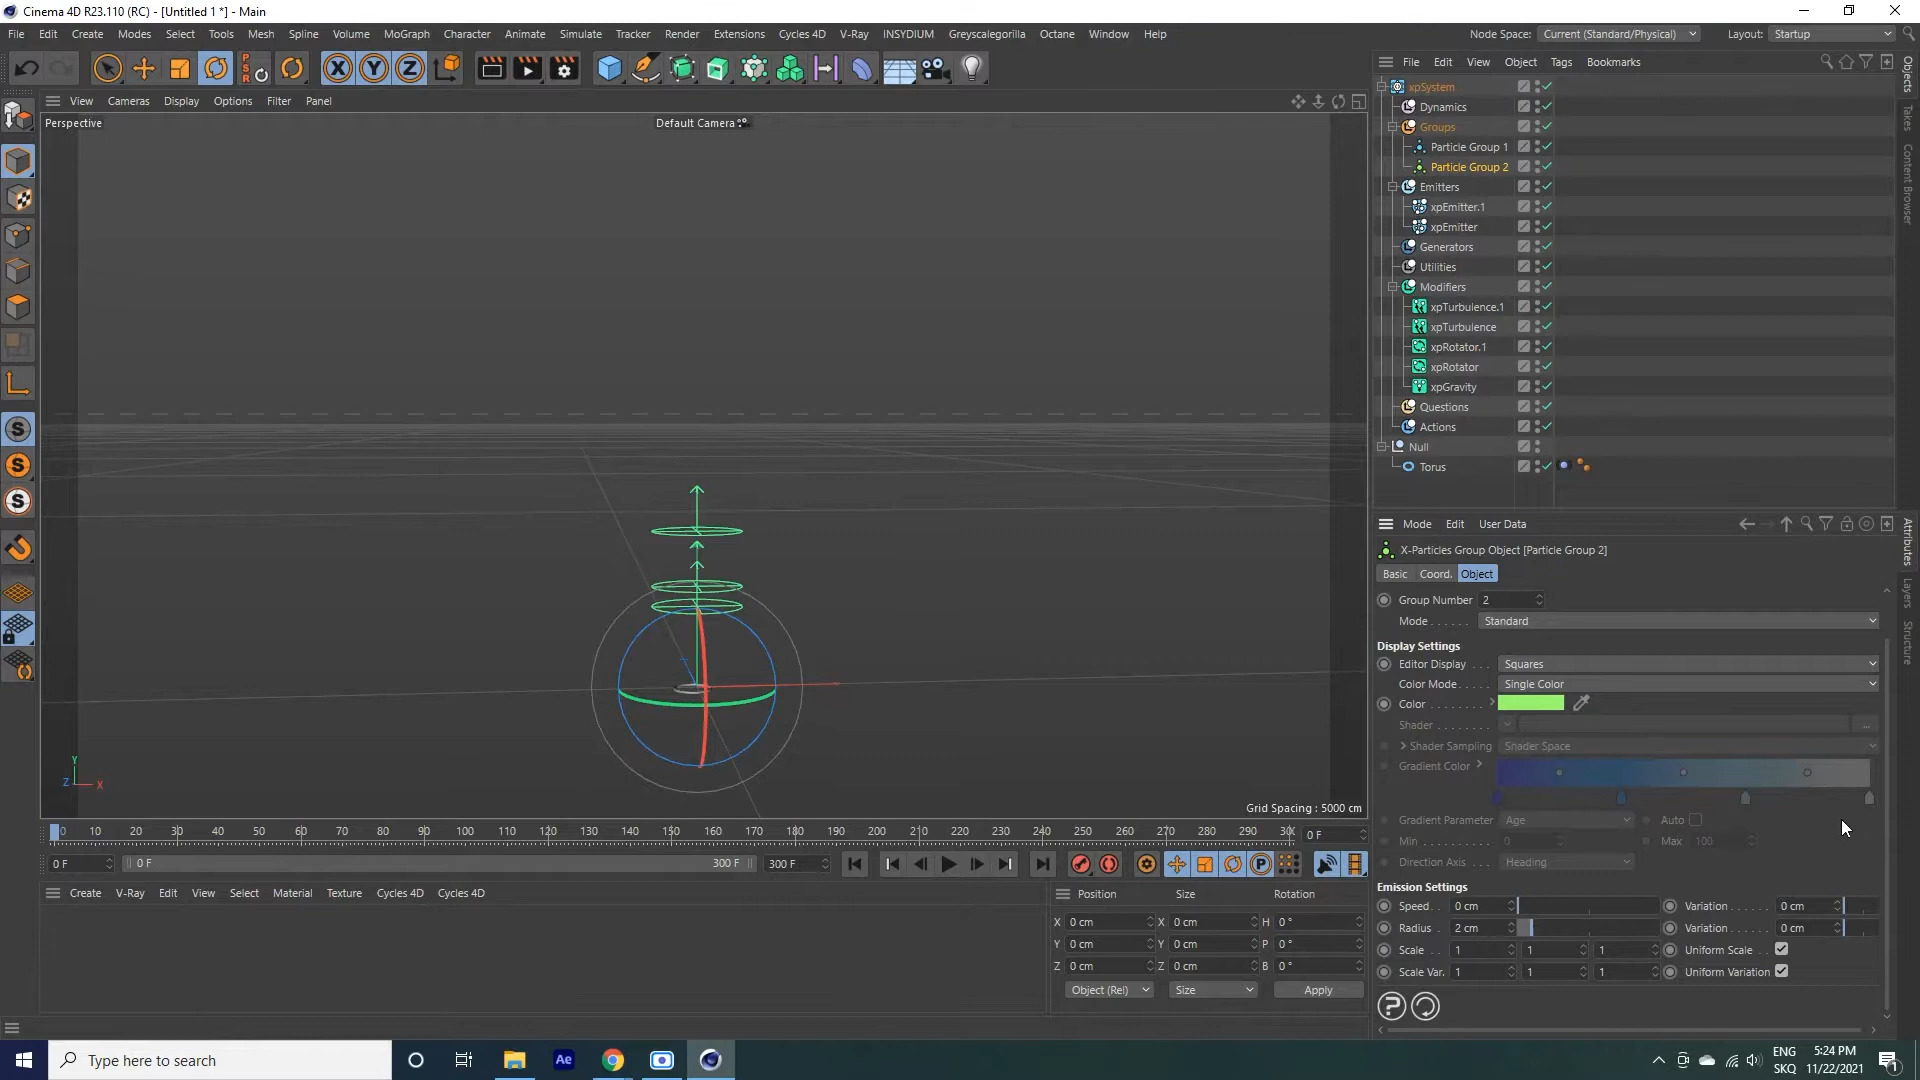 Cinema 4D R23.110 (RC) - [Untitled 1 *] - Main
File Edit Create Modes Select Tools Mesh Spline Volume MoGraph Character Animate Simulate Tracker Render Extensions Cycles 4D V-Ray INSYDIUM Greyscalegorilla Octane Window Help Node Space: Current (Standard/Physical) Layout: Startup
PSR X Y Z
File Edit View Object Tags Bookmarks
View Cameras Display Options Filter Panel
Perspective Default Camera
xpSystem
Dynamics
Groups
Particle Group 1
Particle Group 2
Emitters
xpEmitter.1
xpEmitter
Generators
Utilities
Modifiers
xpTurbulence.1
xpTurbulence
xpRotator.1
xpRotator
xpGravity
Questions
Actions
Null
Torus
Objects
Takes
Content Browser
Attributes
Layers
Structure
Mode Edit User Data
X-Particles Group Object [Particle Group 2]
Basic Coord. Object
Group Number 2
Mode . . . . . . Standard
Display Settings
Editor Display . . . Squares
Color Mode . . . . . Single Color
Color . . . . . . . .
Shader . . . . . . . ...
Shader Sampling Shader Space
Gradient Color
Gradient Parameter Age Auto
Min . . . . . . . . 0 Max 100
Direction Axis . . . . Heading
Emission Settings
Speed . . 0 cm Variation . . . . . . 0 cm
Radius . . 2 cm Variation . . . . . . 0 cm
Scale . . 1 1 1 Uniform Scale . .
Scale Var. 1 1 1 Uniform Variation
Y
Z X
Grid Spacing : 5000 cm
0 10 20 30 40 50 60 70 80 90 100 110 120 130 140 150 160 170 180 190 200 210 220 230 240 250 260 270 280 290 0 F
0 F 0 F 300 F 300 F
Create V-Ray Edit View Select Material Texture Cycles 4D Cycles 4D
Position Size Rotation
X 0 cm X 0 cm H 0 °
Y 0 cm Y 0 cm P 0 °
Z 0 cm Z 0 cm B 0 °
Object (Rel) Size Apply
Type here to search
Ae
ENG
SKQ
5:24 PM
11/22/2021
1